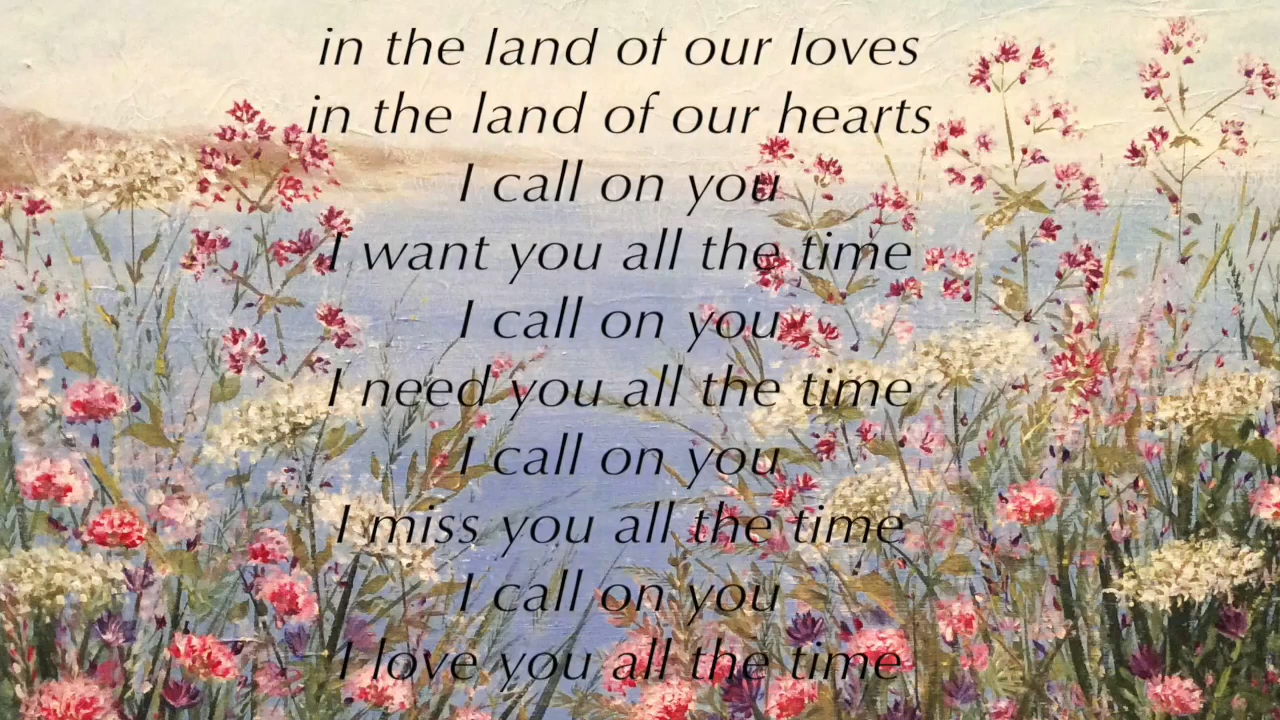 in the land of our loves
in the land of our hearts
I call on you
I want you all the time
I call on you
I need you all the time
I call on you
I miss you all the time
I call on you
I love you all the time